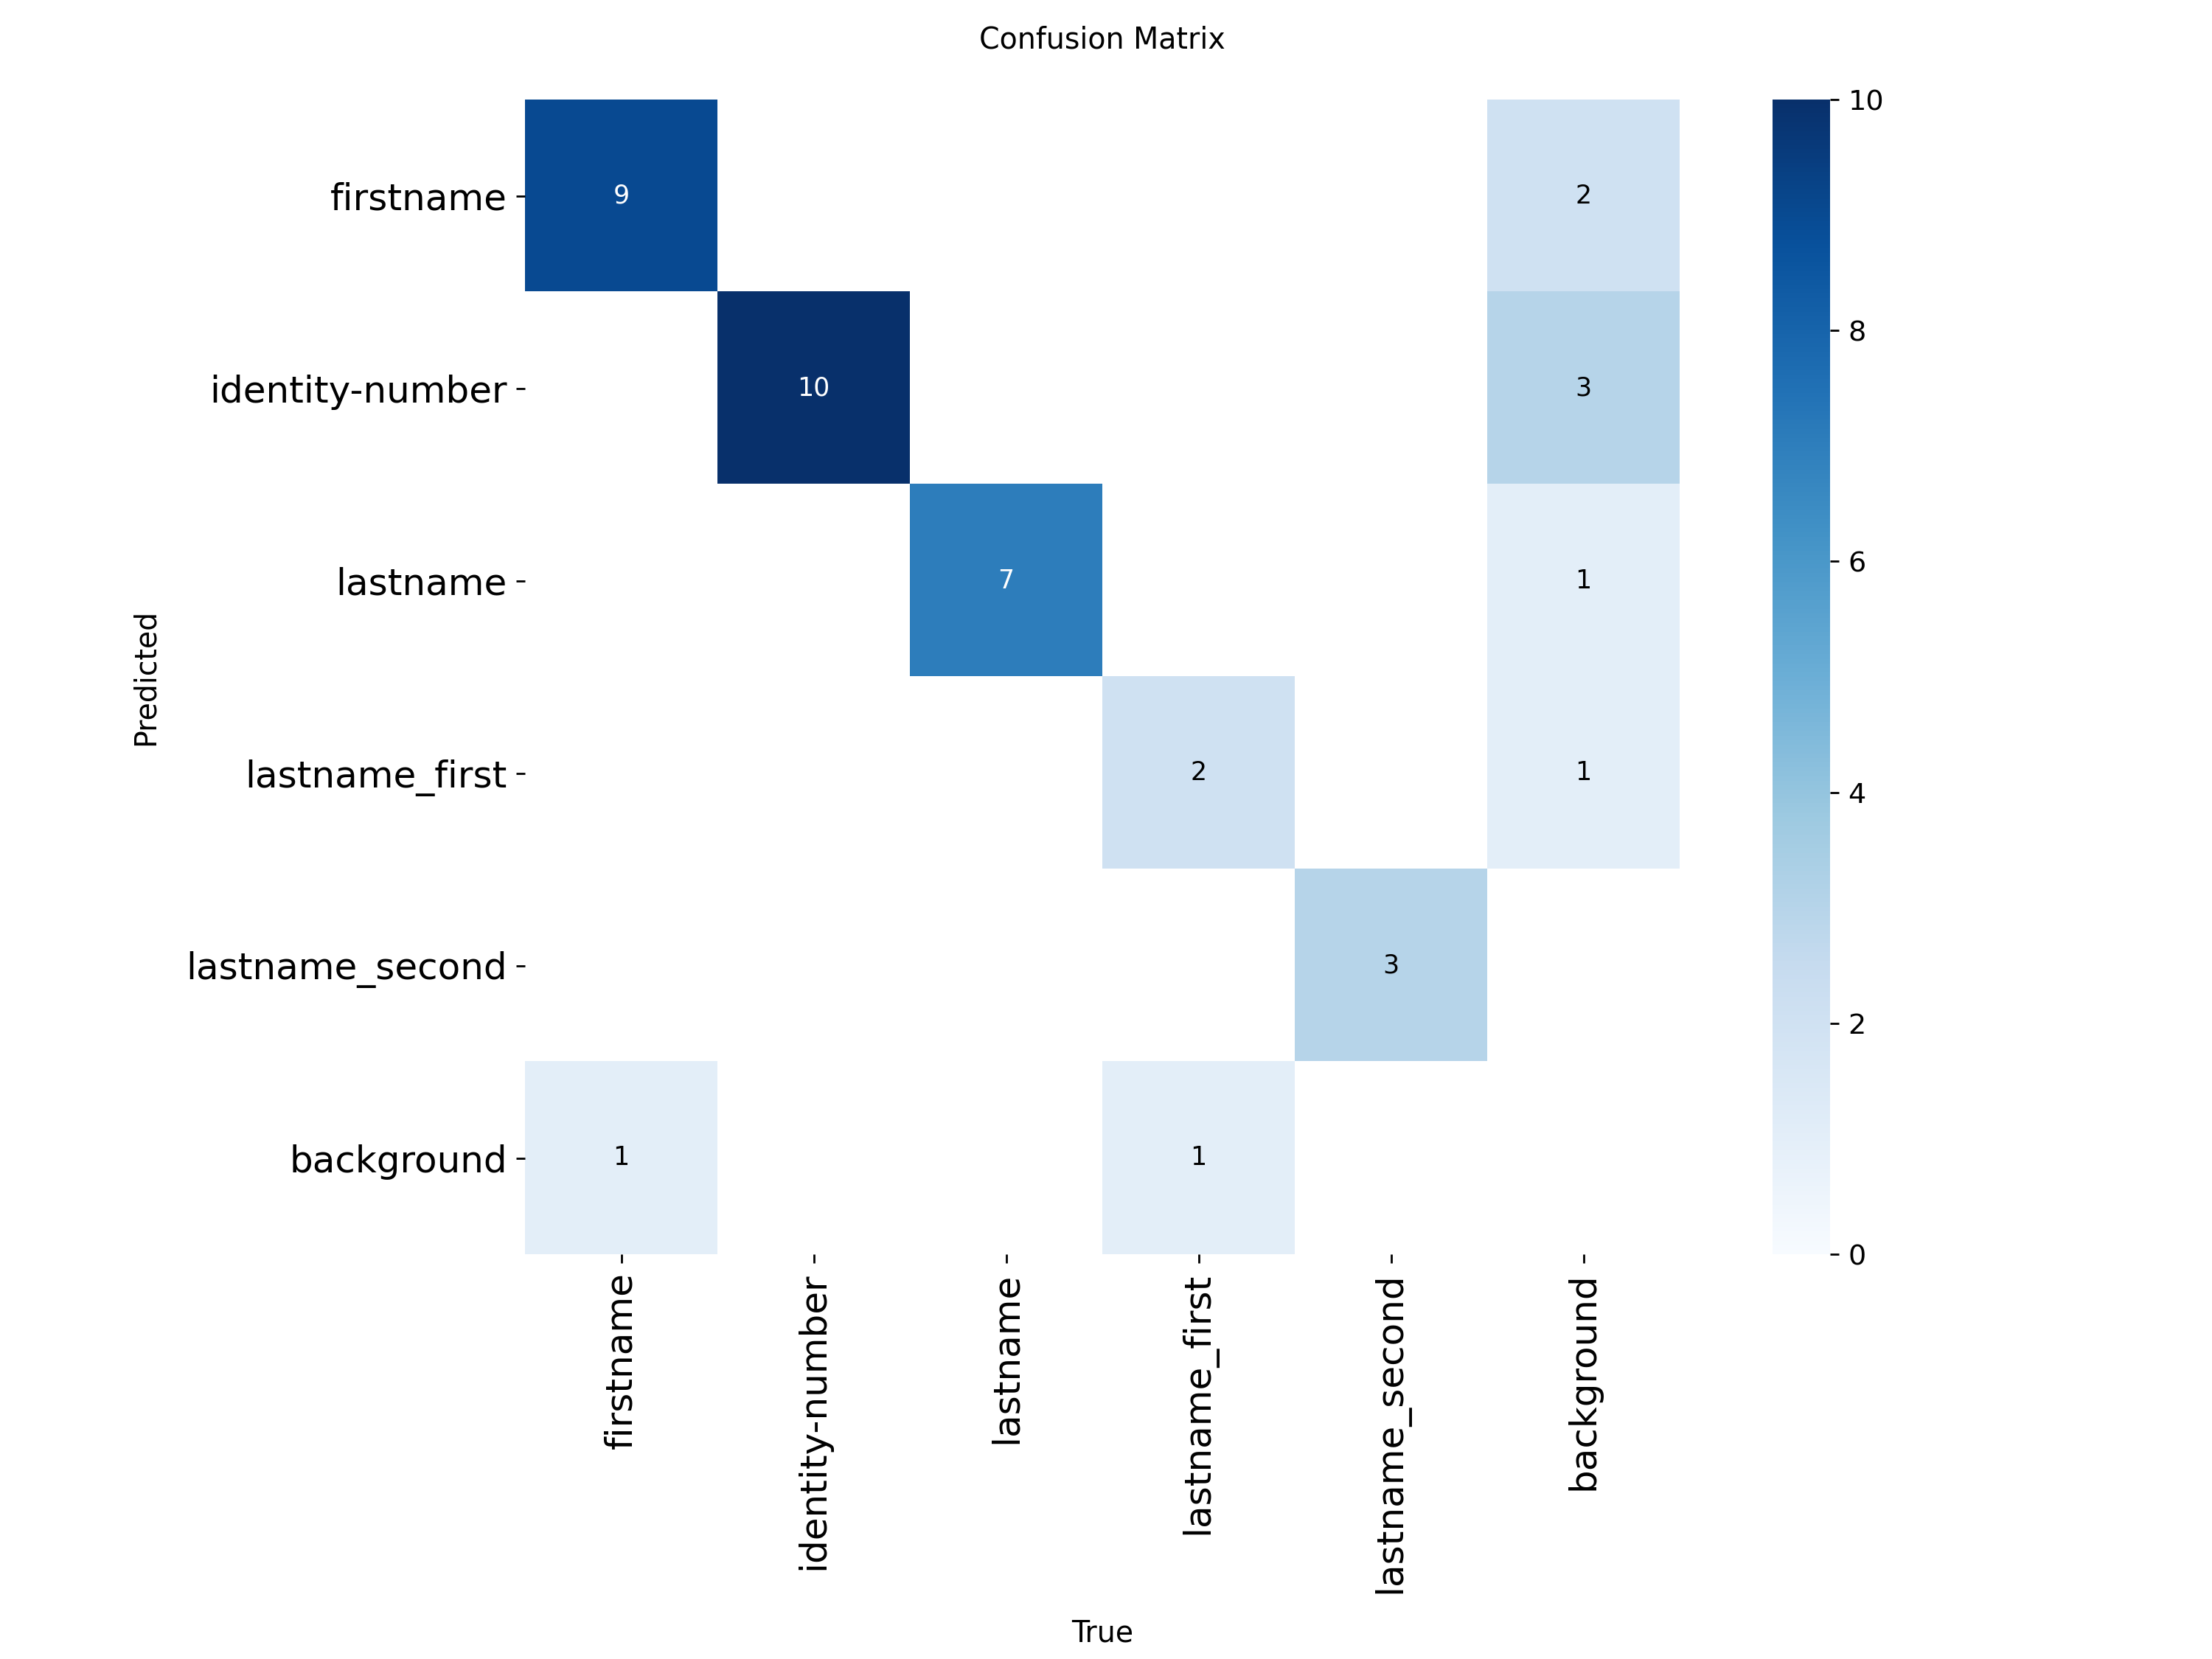 Confusion Matrix
firstname
9
2
identity-number
10
3
lastname
7
1
lastname_first
2
1
lastname_second
3
background
1
1
Predicted
firstname
identity-number
lastname
lastname_first
lastname_second
background
True
10
8
6
4
2
0